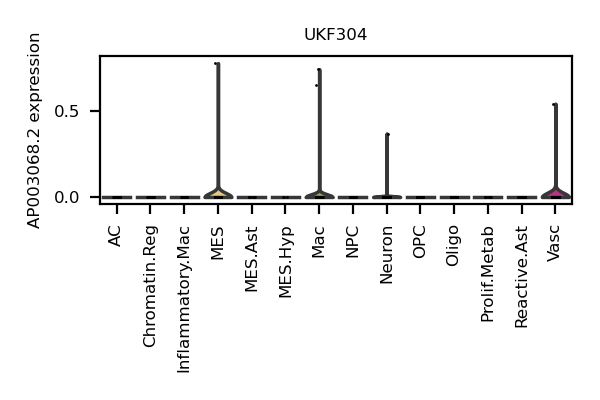 UKF304
AP003068.2 expression
0.5
0.0
AC
Chromatin.Reg
Inflammatory.Mac
MES
MES.Ast
MES.Hyp
Mac
NPC
Neuron
OPC
Oligo
Prolif.Metab
Reactive.Ast
Vasc